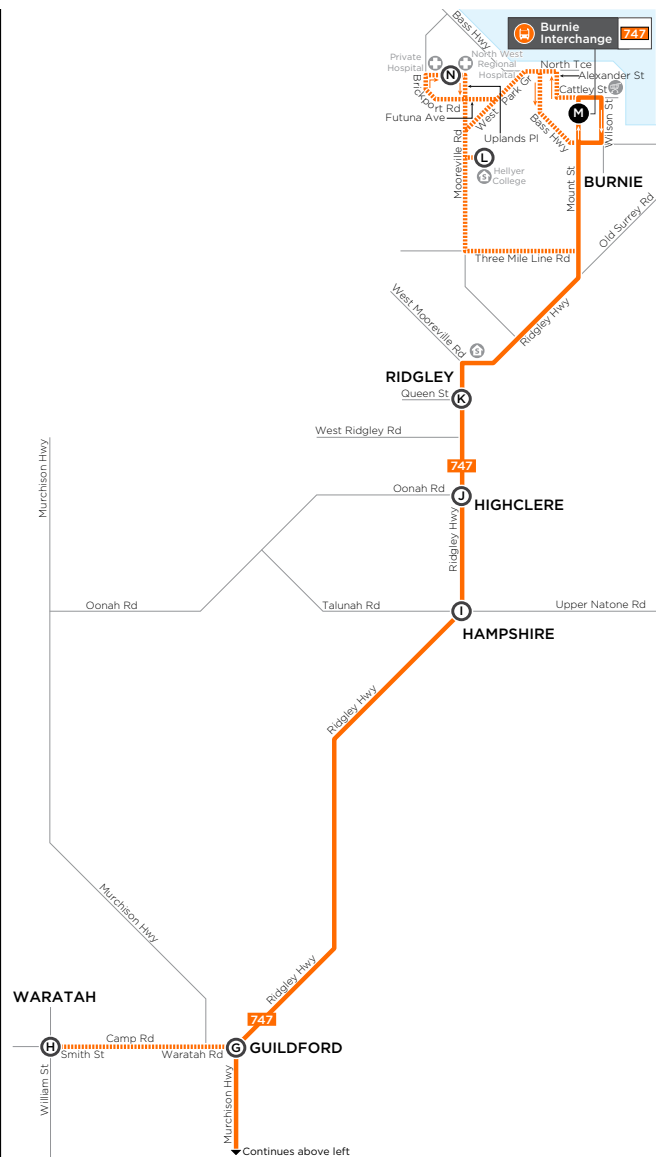 Bass Hwy
Burnie
Interchange
747
Private
Hospital
North West
Regional
Hospital
N
North Tce
Alexander St
Cattley St
Brickport Rd
Futuna Ave
West Park Gr
Uplands Pl
Bass Hwy
M
Wilson St
Mooreville Rd
L
Hellyer
College
Mount St
BURNIE
Old Surrey Rd
Three Mile Line Rd
West Mooreville Rd
Ridgley Hwy
RIDGLEY
Queen St
K
West Ridgley Rd
Murchison Hwy
747
Oonah Rd
J
HIGHCLERE
Ridgley Hwy
Oonah Rd
Talunah Rd
I
Upper Natone Rd
HAMPSHIRE
Ridgley Hwy
Murchison Hwy
Ridgley Hwy
WARATAH
747
Camp Rd
H
Smith St
Waratah Rd
G
GUILDFORD
William St
Murchison Hwy
Continues above left